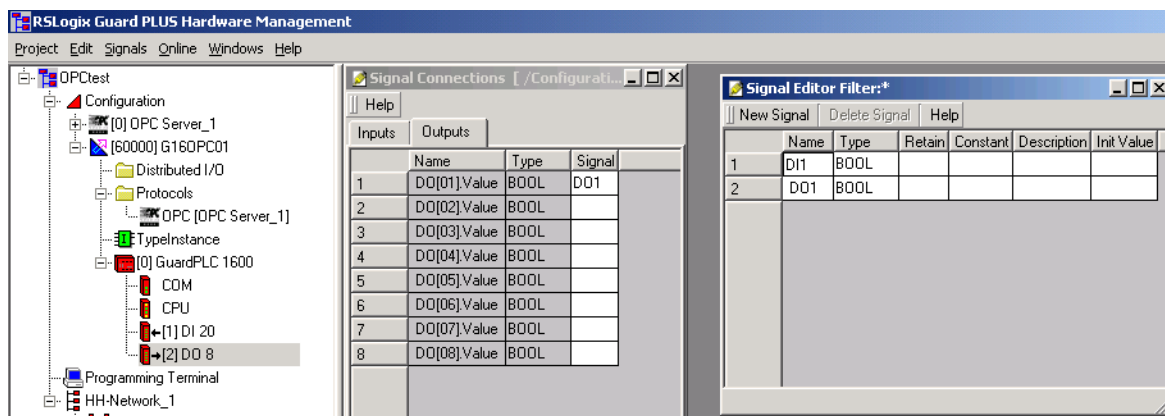 RSLogix Guard PLUS Hardware Management
Project Edit Signals Online Windows Help
OPCtest
Configuration
[0] OPC Server_1
[60000] G16OPC01
Distributed I/O
Protocols
OPC [OPC Server_1]
TypeInstance
[0] GuardPLC 1600
COM
CPU
[1] DI 20
[2] DO 8
Programming Terminal
HH-Network_1
Signal Connections [ /Configurati...
Help
Inputs Outputs
Name Type Signal
1 DO[01].Value BOOL DO1
2 DO[02].Value BOOL
3 DO[03].Value BOOL
4 DO[04].Value BOOL
5 DO[05].Value BOOL
6 DO[06].Value BOOL
7 DO[07].Value BOOL
8 DO[08].Value BOOL
Signal Editor Filter:*
New Signal Delete Signal Help
Name Type Retain Constant Description Init Value
1 DI1 BOOL
2 DO1 BOOL